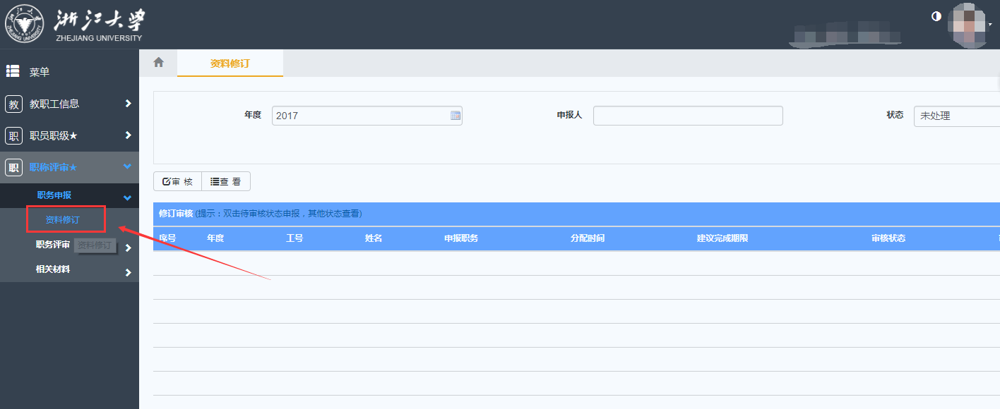 浙江大学
ZHEJIANG UNIVERSITY
菜单
教 教职工信息
职 职员职级★
职 职称评审★
职务申报
资料修订
职务评审 资料修订
相关材料
资料修订
年度 2017 申报人 状态 未处理
审 核 查 看
修订审核 (提示：双击待审核状态申报，其他状态查看)
序号 年度 工号 姓名 申报职务 分配时间 建议完成期限 审核状态